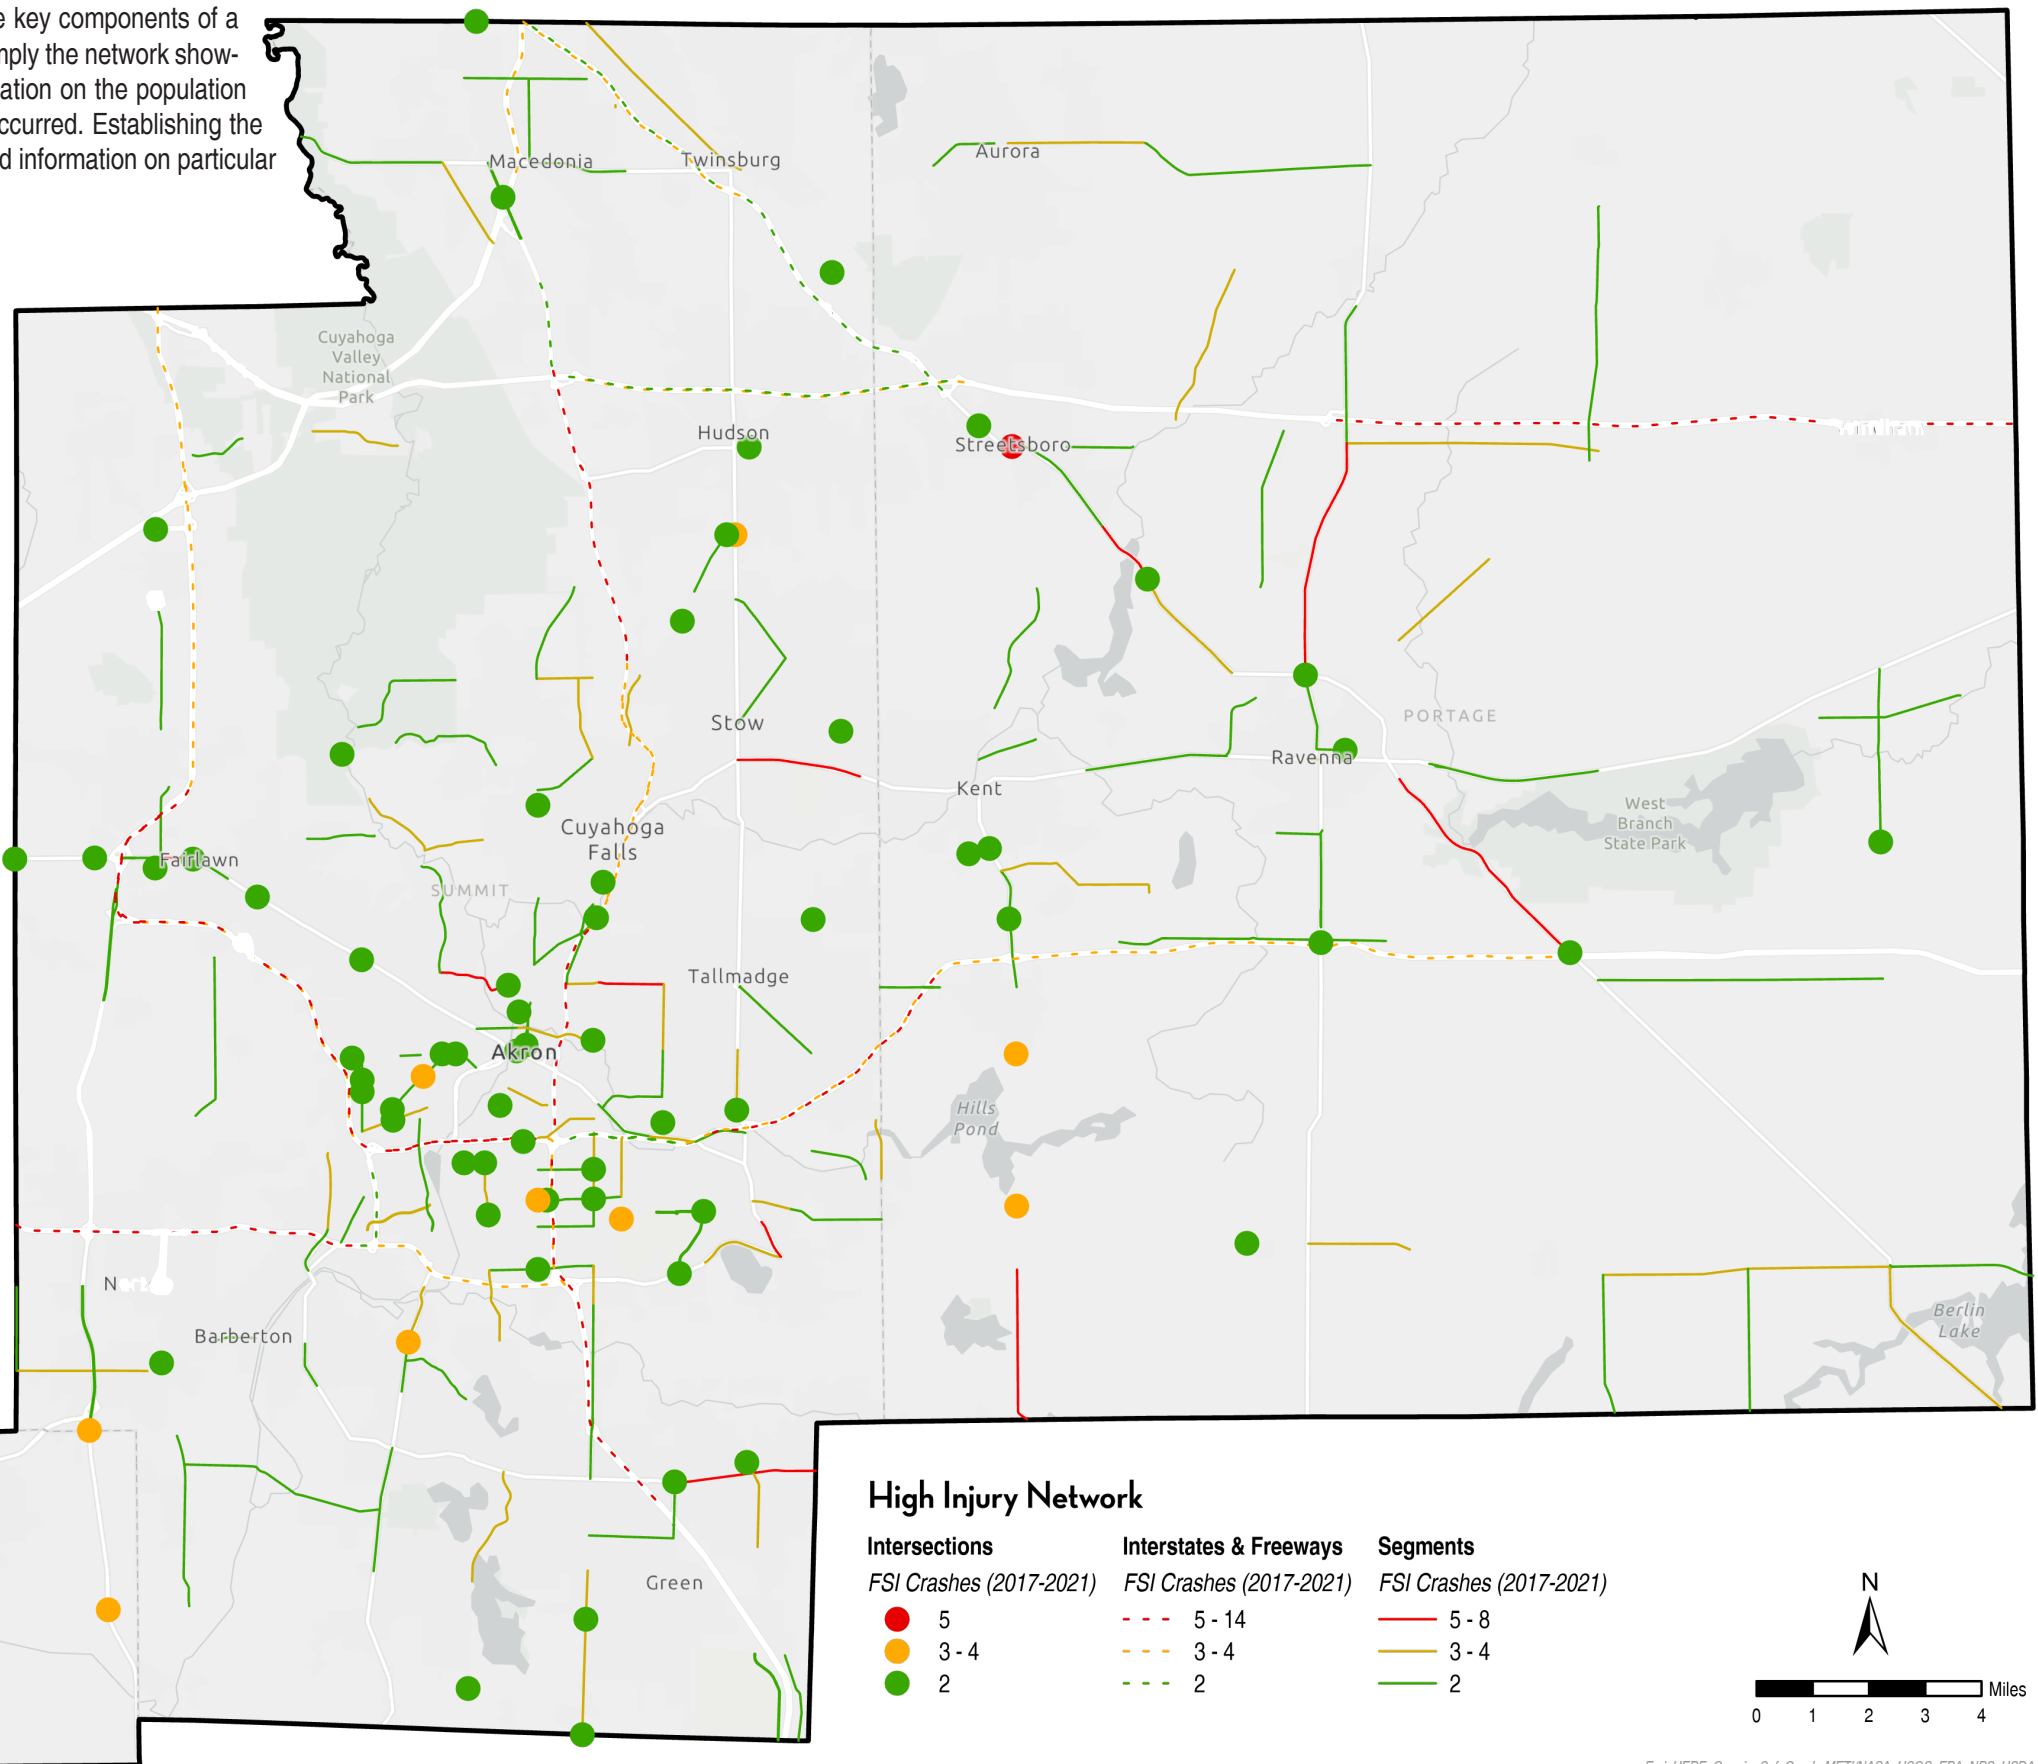 e key components of a
mply the network show-
ation on the population
ccurred. Establishing the
d information on particular
Macedonia
Twinsburg
Aurora
Cuyahoga
Valley
National
Park
Hudson
Streetsboro
Stow
PORTAGE
Ravenna
Kent
West
Branch
State Park
Cuyahoga
Falls
Fairlawn
SUMMIT
Tallmadge
Akron
Hills
Pond
Barberton
Berlin
Lake
Green
High Injury Network
Intersections
FSI Crashes (2017-2021)
5
3 - 4
2
Interstates & Freeways
FSI Crashes (2017-2021)
5 - 14
3 - 4
2
Segments
FSI Crashes (2017-2021)
5 - 8
3 - 4
2
N
Miles
0 1 2 3 4